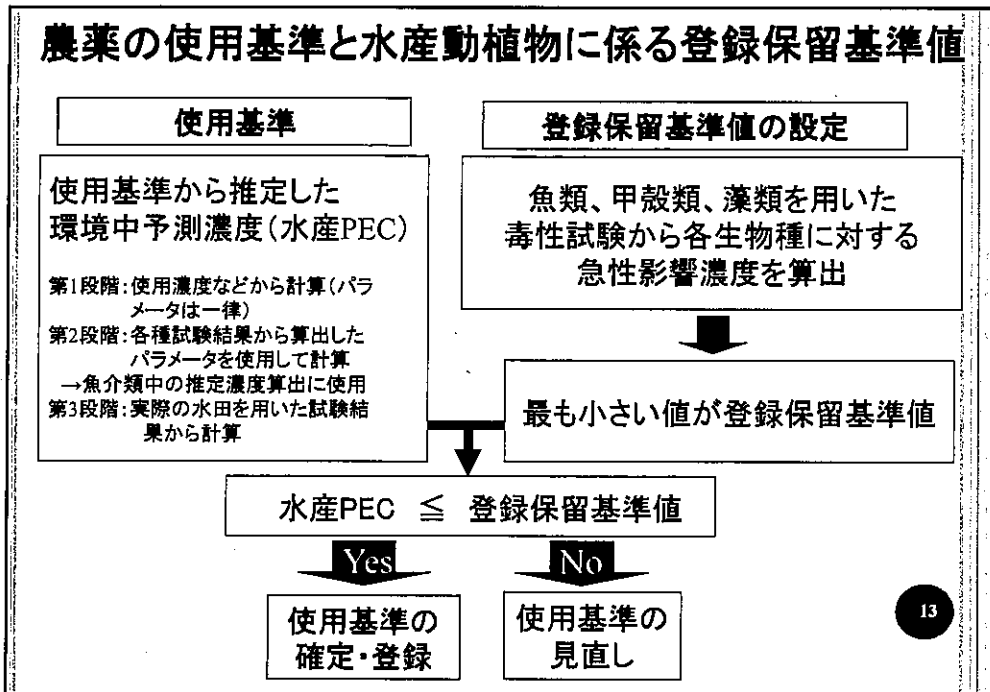 農薬の使用基準と水産動植物に係る登録保留基準値
使用基準
使用基準から推定した
環境中予測濃度(水産PEC)
第1段階:使用濃度などから計算(パラ
メータは一律)
第2段階:各種試験結果から算出した
パラメータを使用して計算
→魚介類中の推定濃度算出に使用
第3段階:実際の水田を用いた試験結
果から計算
登録保留基準値の設定
魚類、甲殻類、藻類を用いた
毒性試験から各生物種に対する
急性影響濃度を算出
最も小さい値が登録保留基準値
水産PEC ≦ 登録保留基準値
Yes
No
使用基準の
確定・登録
使用基準の
見直し
13